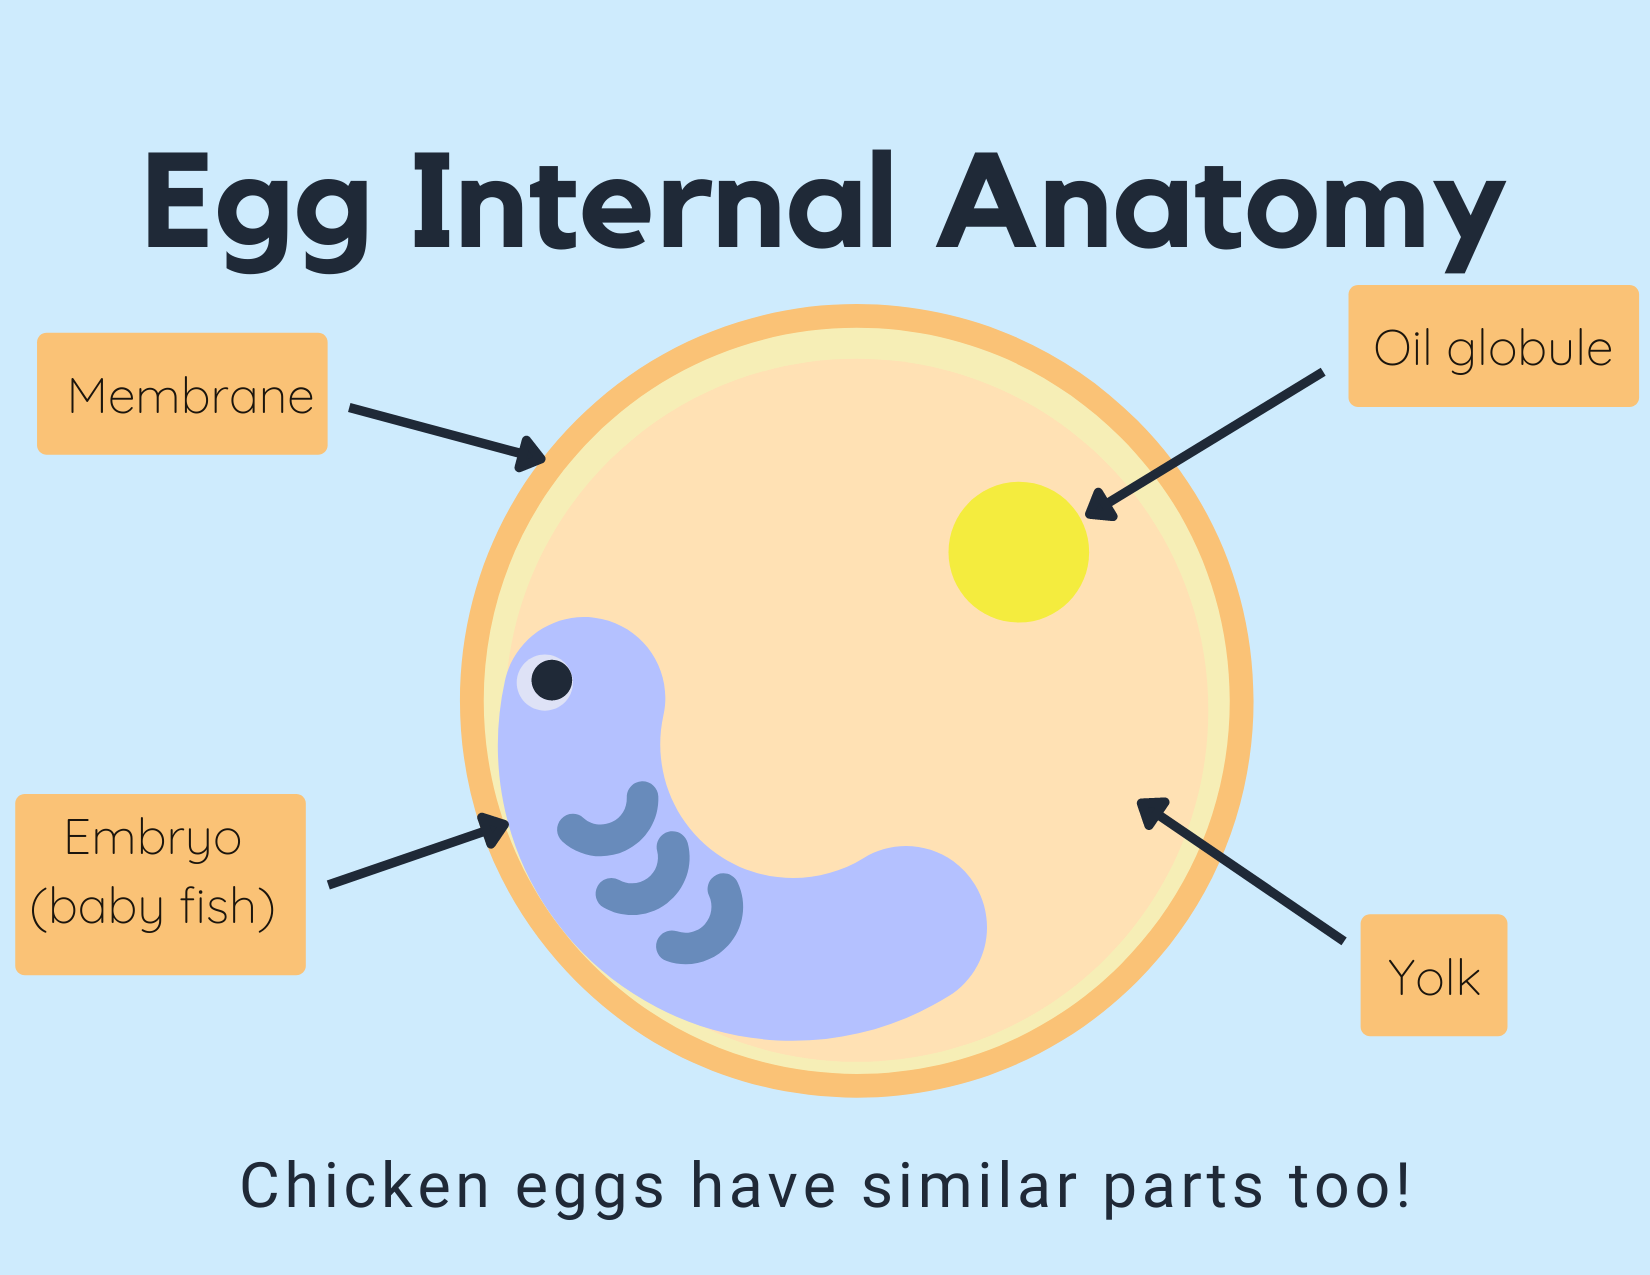 Egg Internal Anatomy
Oil globule
Membrane
Embryo
(baby fish)
Yolk
Chicken eggs have similar parts too!